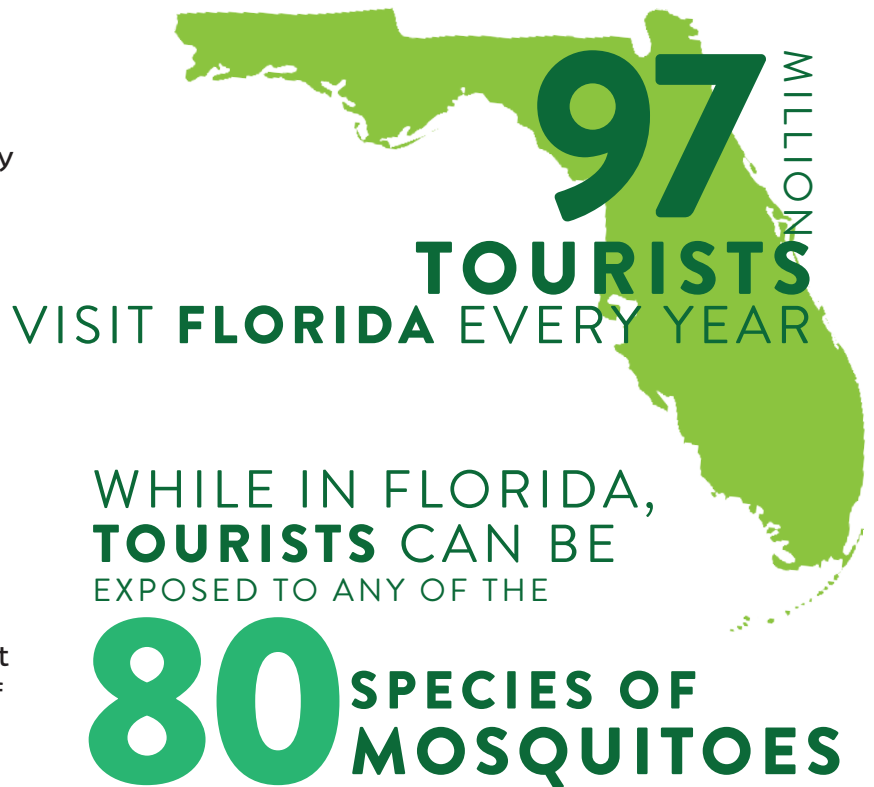 97
MILLION
TOURISTS
VISIT FLORIDA EVERY YEAR
WHILE IN FLORIDA,
TOURISTS CAN BE
EXPOSED TO ANY OF THE
80
SPECIES OF
MOSQUITOES